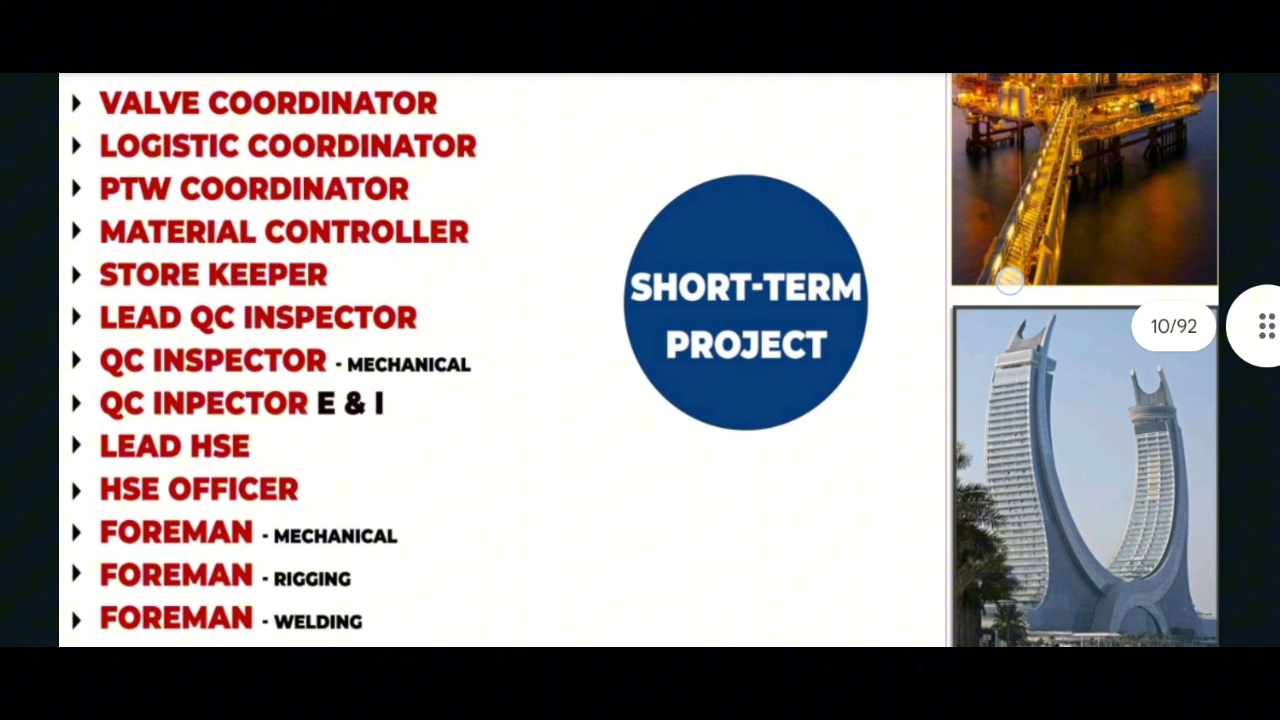 VALVE COORDINATOR
LOGISTIC COORDINATOR
PTW COORDINATOR
MATERIAL CONTROLLER
STORE KEEPER
LEAD QC INSPECTOR
QC INSPECTOR - MECHANICAL
QC INPECTOR E & I
LEAD HSE
HSE OFFICER
FOREMAN - MECHANICAL
FOREMAN - RIGGING
FOREMAN - WELDING
SHORT-TERM
PROJECT
10/92